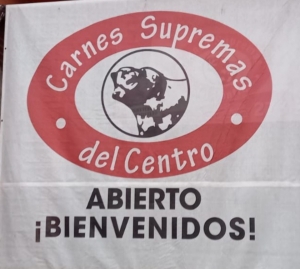 Carnes Supremas
del Centro
ABIERTO
¡BIENVENIDOS!